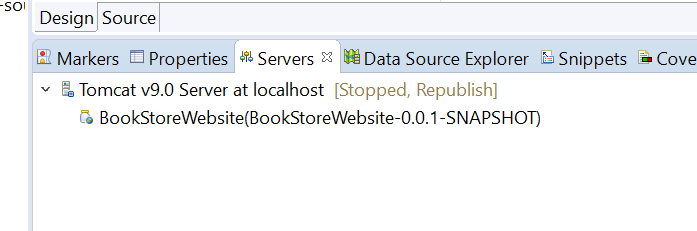 -sou
Design Source
Markers Properties Servers Data Source Explorer Snippets Cove
Tomcat v9.0 Server at localhost [Stopped, Republish]
BookStoreWebsite(BookStoreWebsite-0.0.1-SNAPSHOT)